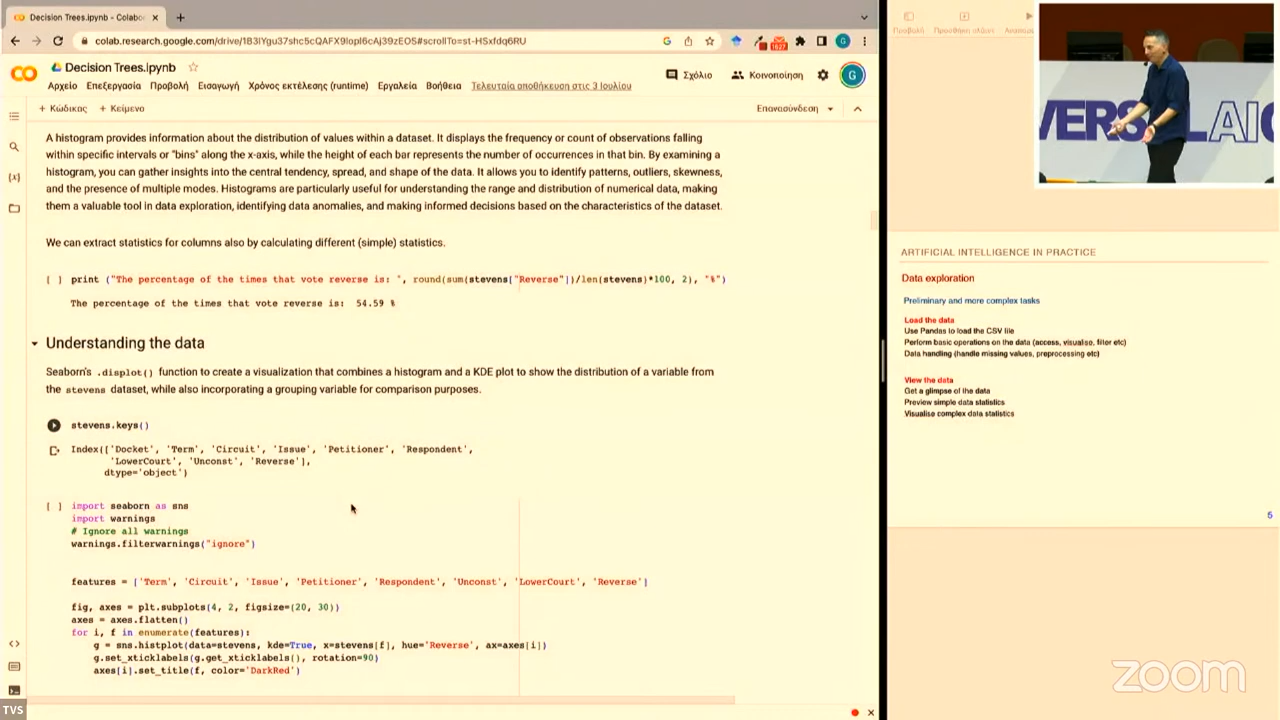 Decision Trees.ipynb - Colabo
colab.research.google.com/drive/1B3lYgu37shc5cQAFX9Iopl6cAj39zEOS#scrollTo=st-HSxfdq6RU
Decision Trees.ipynb
Σχόλιο
Κοινοποίηση
G
Αρχείο Επεξεργασία Προβολή Εισαγωγή Χρόνος εκτέλεσης (runtime) Εργαλεία Βοήθεια Τελευταία αποθήκευση στις 3 Ιουλίου
+ Κώδικας + Κείμενο
Επανασύνδεση
A histogram provides information about the distribution of values within a dataset. It displays the frequency or count of observations falling
within specific intervals or "bins" along the x-axis, while the height of each bar represents the number of occurrences in that bin. By examining a
histogram, you can gather insights into the central tendency, spread, and shape of the data. It allows you to identify patterns, outliers, skewness,
and the presence of multiple modes. Histograms are particularly useful for understanding the range and distribution of numerical data, making
them a valuable tool in data exploration, identifying data anomalies, and making informed decisions based on the characteristics of the dataset.
We can extract statistics for columns also by calculating different (simple) statistics.
[ ] print ("The percentage of the times that vote reverse is: ", round(sum(stevens["Reverse"])/len(stevens)*100, 2), "%")
The percentage of the times that vote reverse is: 54.59 %
Understanding the data
Seaborn's .displot() function to create a visualization that combines a histogram and a KDE plot to show the distribution of a variable from
the stevens dataset, while also incorporating a grouping variable for comparison purposes.
stevens.keys()
Index(['Docket', 'Term', 'Circuit', 'Issue', 'Petitioner', 'Respondent',
'LowerCourt', 'Unconst', 'Reverse'],
dtype='object')
[ ] import seaborn as sns
import warnings
# Ignore all warnings
warnings.filterwarnings("ignore")
features = ['Term', 'Circuit', 'Issue', 'Petitioner', 'Respondent', 'Unconst', 'LowerCourt', 'Reverse']
fig, axes = plt.subplots(4, 2, figsize=(20, 30))
axes = axes.flatten()
for i, f in enumerate(features):
g = sns.histplot(data=stevens, kde=True, x=stevens[f], hue='Reverse', ax=axes[i])
g.set_xticklabels(g.get_xticklabels(), rotation=90)
axes[i].set_title(f, color='DarkRed')
TVS
Προβολή
VERS LAIC
ARTIFICIAL INTELLIGENCE IN PRACTICE
Data exploration
Preliminary and more complex tasks
Load the data
Use Pandas to load the CSV file
Perform basic operations on the data (access, visualise, filter etc)
Data handling (handle missing values, preprocessing etc)
View the data
Get a glimpse of the data
Preview simple data statistics
Visualise complex data statistics
5
zoom